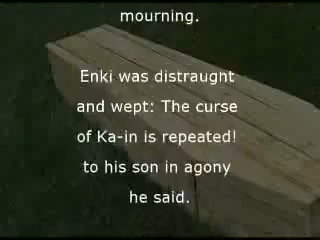 mourning.
Enki was distraught
and wept: The curse
of Ka-in is repeated!
to his son in agony
he said.